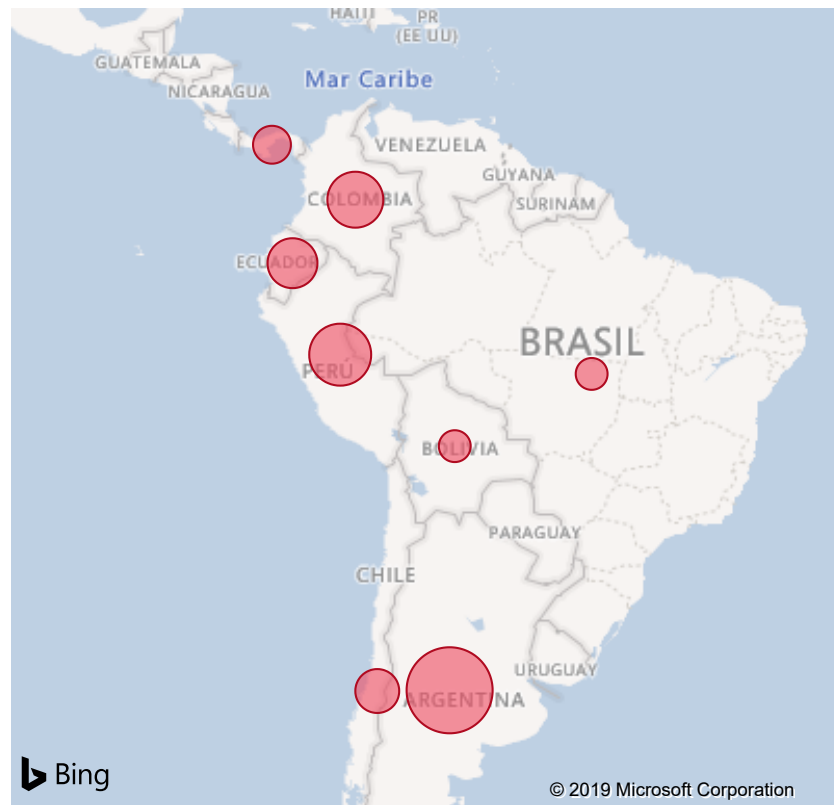 HAITÍ
PR
(EE UU)
GUATEMALA
Mar Caribe
NICARAGUA
VENEZUELA
GUYANA
COLOMBIA
SURINAM
ECUADOR
BRASIL
PERÚ
BOLIVIA
PARAGUAY
CHILE
URUGUAY
ARGENTINA
Bing
© 2019 Microsoft Corporation